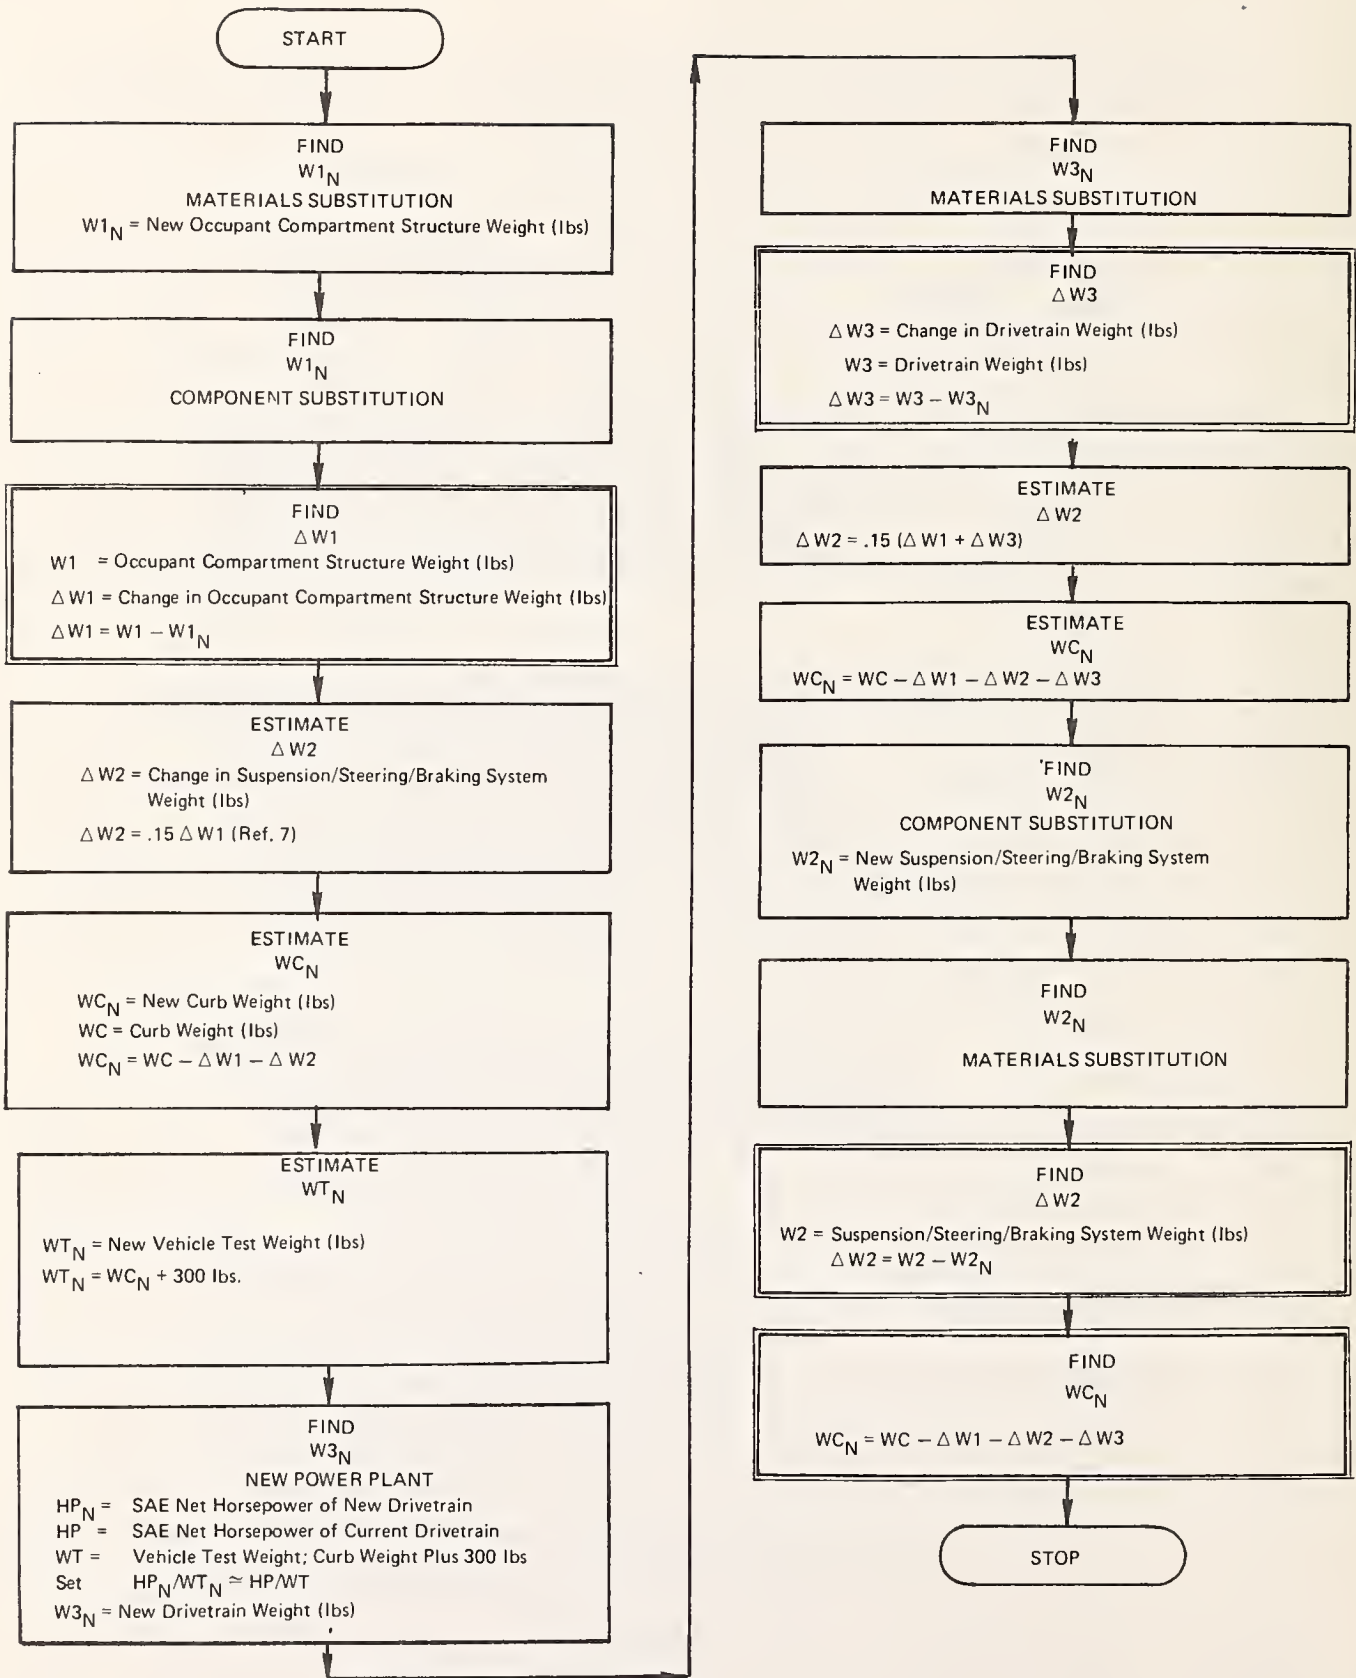 START
FIND
W1N
MATERIALS SUBSTITUTION
W1N = New Occupant Compartment Structure Weight (lbs)
FIND
W1N
COMPONENT SUBSTITUTION
FIND
Δ W1
W1 = Occupant Compartment Structure Weight (lbs)
Δ W1 = Change in Occupant Compartment Structure Weight (lbs)
Δ W1 = W1 – W1N
ESTIMATE
Δ W2
Δ W2 = Change in Suspension/Steering/Braking System
Weight (lbs)
Δ W2 = .15 Δ W1 (Ref. 7)
ESTIMATE
WCN
WCN = New Curb Weight (lbs)
WC = Curb Weight (lbs)
WCN = WC – Δ W1 – Δ W2
ESTIMATE
WTN
WTN = New Vehicle Test Weight (lbs)
WTN = WCN + 300 lbs.
FIND
W3N
NEW POWER PLANT
HPN = SAE Net Horsepower of New Drivetrain
HP = SAE Net Horsepower of Current Drivetrain
WT = Vehicle Test Weight; Curb Weight Plus 300 lbs
Set HPN/WTN ≃ HP/WT
W3N = New Drivetrain Weight (lbs)
FIND
W3N
MATERIALS SUBSTITUTION
FIND
Δ W3
Δ W3 = Change in Drivetrain Weight (lbs)
W3 = Drivetrain Weight (lbs)
Δ W3 = W3 – W3N
ESTIMATE
Δ W2
Δ W2 = .15 (Δ W1 + Δ W3)
ESTIMATE
WCN
WCN = WC – Δ W1 – Δ W2 – Δ W3
FIND
W2N
COMPONENT SUBSTITUTION
W2N = New Suspension/Steering/Braking System
Weight (lbs)
FIND
W2N
MATERIALS SUBSTITUTION
FIND
Δ W2
W2 = Suspension/Steering/Braking System Weight (lbs)
Δ W2 = W2 – W2N
FIND
WCN
WCN = WC – Δ W1 – Δ W2 – Δ W3
STOP